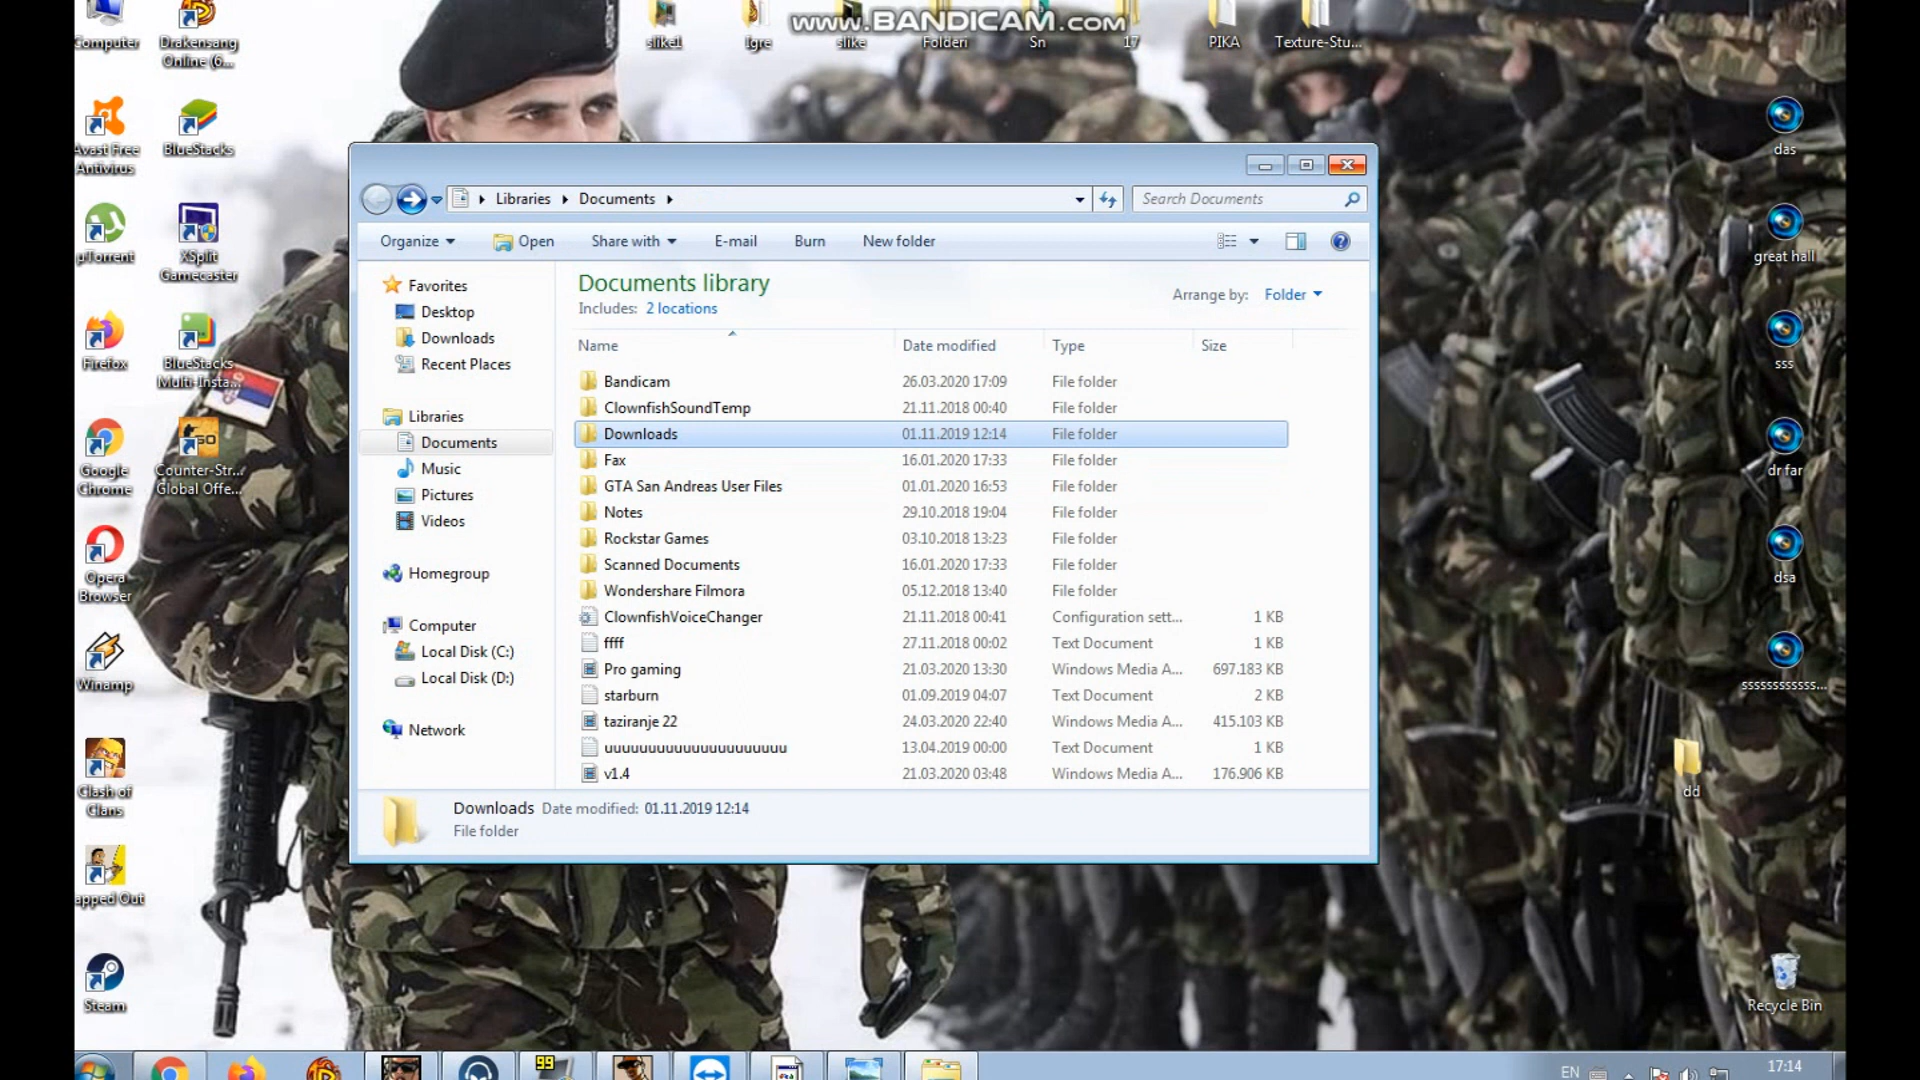 www.BANDICAM.com
Computer
Drakensang
Online (6...
slike1
Igre
slike
Folderi
Sn
17
PIKA
Texture-Stu...
Avast Free
Antivirus
BlueStacks
µTorrent
XSplit
Gamecaster
Firefox
BlueStacks
Multi-Insta...
Google
Chrome
Counter-Str...
Global Offe...
Opera
Browser
Winamp
Clash of
Clans
apped Out
Steam
Libraries
Documents
Search Documents
Organize
Open
Share with
E-mail
Burn
New folder
Favorites
Desktop
Downloads
Recent Places
Libraries
Documents
Music
Pictures
Videos
Homegroup
Computer
Local Disk (C:)
Local Disk (D:)
Network
Documents library
Includes: 2 locations
Arrange by: Folder
Name Date modified Type Size
Bandicam 26.03.2020 17:09 File folder
ClownfishSoundTemp 21.11.2018 00:40 File folder
Downloads 01.11.2019 12:14 File folder
Fax 16.01.2020 17:33 File folder
GTA San Andreas User Files 01.01.2020 16:53 File folder
Notes 29.10.2018 19:04 File folder
Rockstar Games 03.10.2018 13:23 File folder
Scanned Documents 16.01.2020 17:33 File folder
Wondershare Filmora 05.12.2018 13:40 File folder
ClownfishVoiceChanger 21.11.2018 00:41 Configuration sett... 1 KB
ffff 27.11.2018 00:02 Text Document 1 KB
Pro gaming 21.03.2020 13:30 Windows Media A... 697.183 KB
starburn 01.09.2019 04:07 Text Document 2 KB
taziranje 22 24.03.2020 22:40 Windows Media A... 415.103 KB
uuuuuuuuuuuuuuuuuuuuu 13.04.2019 00:00 Text Document 1 KB
v1.4 21.03.2020 03:48 Windows Media A... 176.906 KB
Downloads Date modified: 01.11.2019 12:14
File folder
das
great hall
sss
dr far
dsa
ssssssssssss...
dd
Recycle Bin
99
EN
17:14